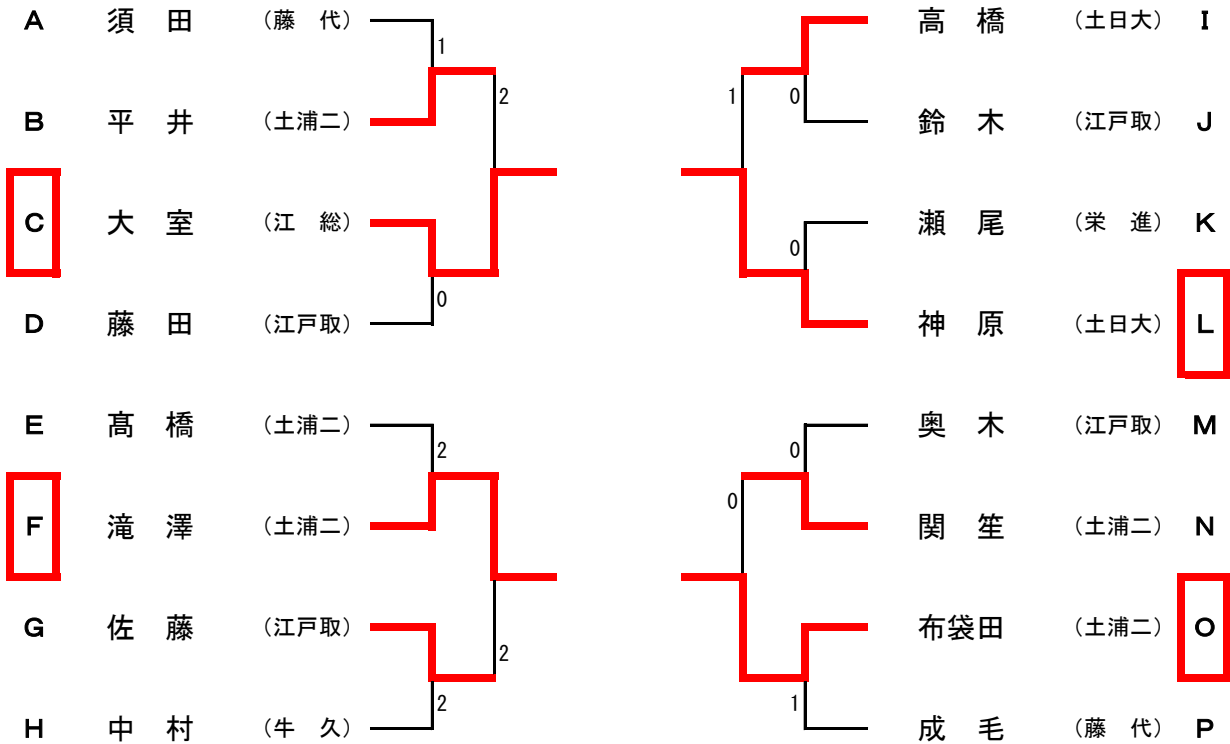 A 須 田 （藤 代） 1
B 平 井 （土浦二） 2
C 大 室 （江 総）
D 藤 田 （江戸取） 0
E 髙 橋 （土浦二） 2
F 滝 澤 （土浦二）
G 佐 藤 （江戸取） 2
H 中 村 （牛 久） 2
高 橋 （土日大） I
1 0 鈴 木 （江戸取） J
0 瀬 尾 （栄 進） K
神 原 （土日大） L
0 奥 木 （江戸取） M
0 関 笙 （土浦二） N
布袋田 （土浦二） O
1 成 毛 （藤 代） P